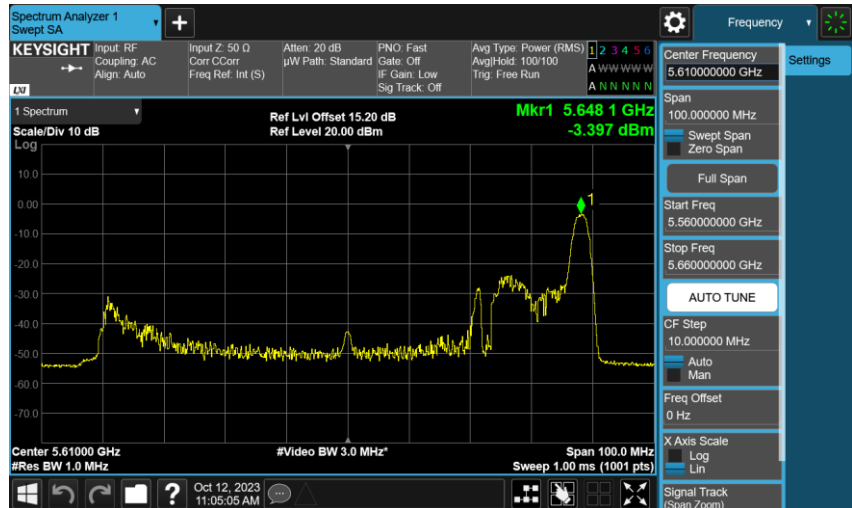 Spectrum Analyzer 1
Swept SA
+
Frequency
KEYSIGHT
Input: RF
Coupling: AC
Align: Auto
Input Z: 50 Ω
Corr CCorr
Freq Ref: Int (S)
Atten: 20 dB
µW Path: Standard
PNO: Fast
Gate: Off
IF Gain: Low
Sig Track: Off
Avg Type: Power (RMS)
Avg|Hold: 100/100
Trig: Free Run
1 2 3 4 5 6
A W W W W W
A N N N N N
LXI
1 Spectrum
Scale/Div 10 dB
Ref Lvl Offset 15.20 dB
Ref Level 20.00 dBm
Mkr1 5.648 1 GHz
-3.397 dBm
Log
10.0
0.00
-10.0
-20.0
-30.0
-40.0
-50.0
-60.0
-70.0
1
Center 5.61000 GHz
#Video BW 3.0 MHz*
Span 100.0 MHz
#Res BW 1.0 MHz
Sweep 1.00 ms (1001 pts)
?
Oct 12, 2023
11:05:05 AM
Center Frequency
5.610000000 GHz
Settings
Span
100.000000 MHz
Swept Span
Zero Span
Full Span
Start Freq
5.560000000 GHz
Stop Freq
5.660000000 GHz
AUTO TUNE
CF Step
10.000000 MHz
Auto
Man
Freq Offset
0 Hz
X Axis Scale
Log
Lin
Signal Track
(Span Zoom)